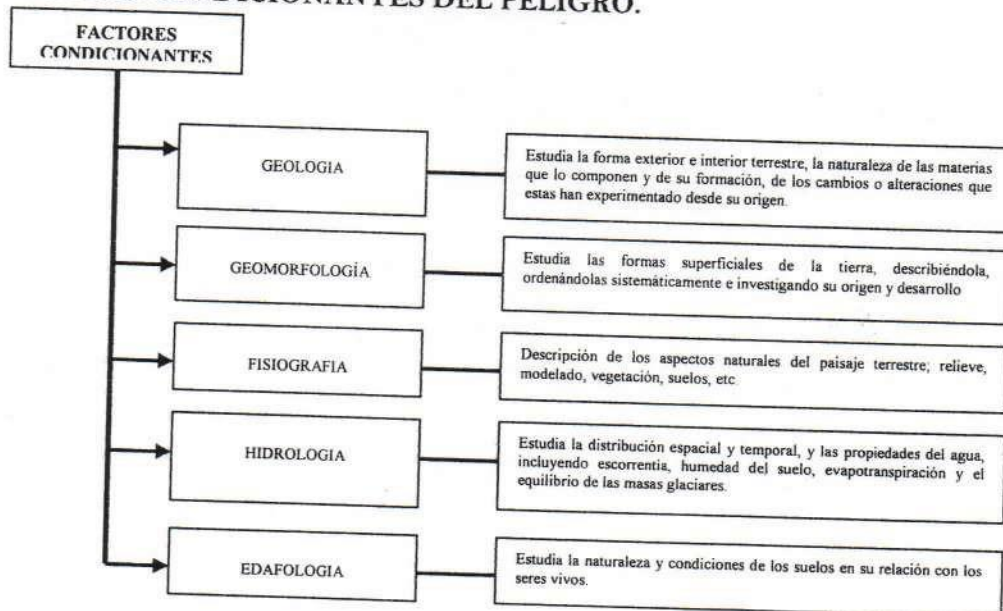 DICIONANTES DEL PELIGRO.
FACTORES
CONDICIONANTES
GEOLOGIA
Estudia la forma exterior e interior terrestre, la naturaleza de las materias
que lo componen y de su formación, de los cambios o alteraciones que
estas han experimentado desde su origen.
GEOMORFOLOGÍA
Estudia las formas superficiales de la tierra, describiéndola,
ordenándolas sistemáticamente e investigando su origen y desarrollo
FISIOGRAFIA
Descripción de los aspectos naturales del paisaje terrestre; relieve,
modelado, vegetación, suelos, etc.
HIDROLOGIA
Estudia la distribución espacial y temporal, y las propiedades del agua,
incluyendo escorrentia, humedad del suelo, evapotranspiración y el
equilibrio de las masas glaciares.
EDAFOLOGIA
Estudia la naturaleza y condiciones de los suelos en su relación con los
seres vivos.